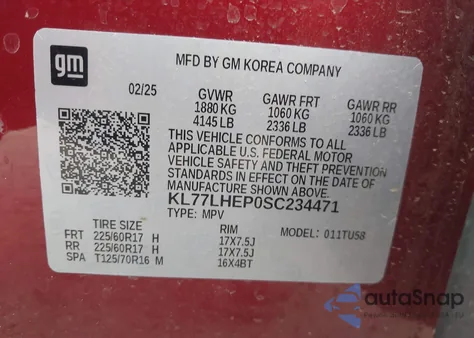 gm
MFD BY GM KOREA COMPANY
02/25
GVWR GAWR FRT GAWR RR
1880 KG 1060 KG 1060 KG
4145 LB 2336 LB 2336 LB
THIS VEHICLE CONFORMS TO ALL
APPLICABLE U.S. FEDERAL MOTOR
VEHICLE SAFETY AND THEFT PREVENTION
STANDARDS IN EFFECT ON THE DATE OF
MANUFACTURE SHOWN ABOVE.
KL77LHEP0SC234471
TYPE: MPV
TIRE SIZE RIM MODEL: 011TU58
FRT 225/60R17 H 17X7.5J
RR 225/60R17 H 17X7.5J
SPA T125/70R16 M 16X4BT
autoSnap